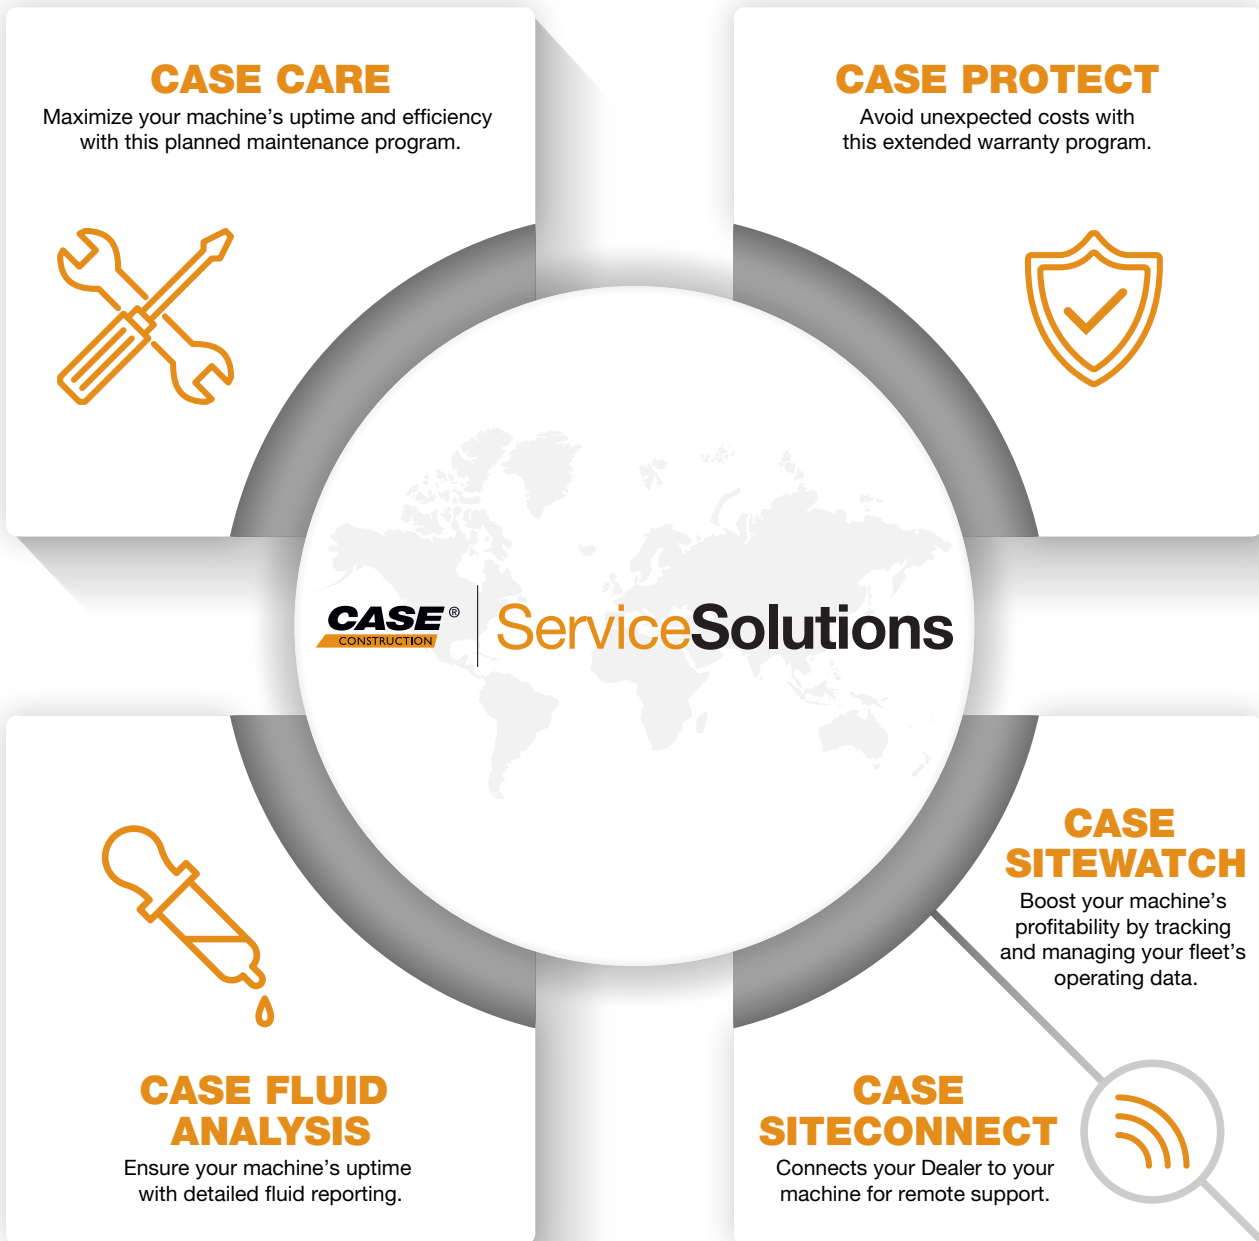 CASE CARE
Maximize your machine’s uptime and efficiency
with this planned maintenance program.
CASE PROTECT
Avoid unexpected costs with
this extended warranty program.
CASE®
CONSTRUCTION
ServiceSolutions
CASE FLUID
ANALYSIS
Ensure your machine’s uptime
with detailed fluid reporting.
CASE
SITEWATCH
Boost your machine’s
profitability by tracking
and managing your fleet’s
operating data.
CASE
SITECONNECT
Connects your Dealer to your
machine for remote support.